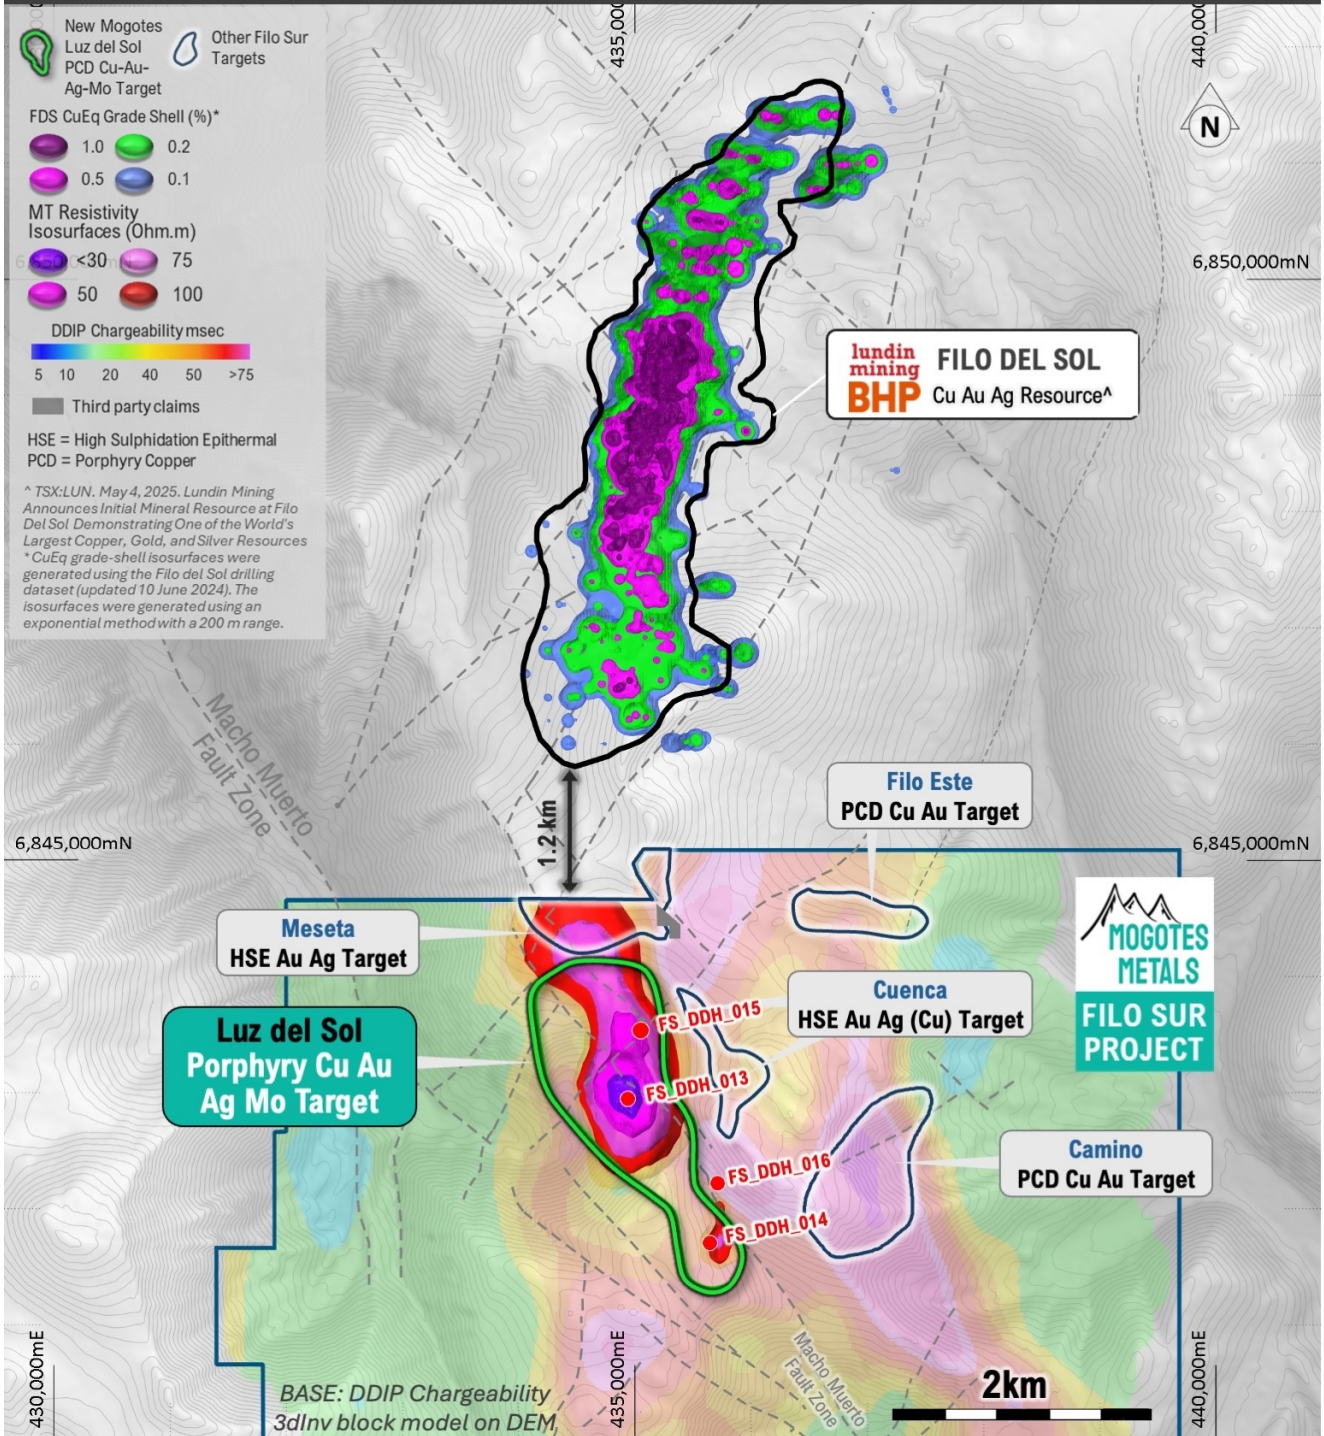 435,000mE
440,000mE
New Mogotes
Luz del Sol
PCD Cu-Au-
Ag-Mo Target
Other Filo Sur
Targets
FDS CuEq Grade Shell (%)*
1.0
0.2
0.5
0.1
MT Resistivity
Isosurfaces (Ohm.m)
<30
75
50
100
DDIP Chargeability msec
5 10 20 40 50 >75
Third party claims
HSE = High Sulphidation Epithermal
PCD = Porphyry Copper
^ TSX:LUN. May 4, 2025. Lundin Mining
Announces Initial Mineral Resource at Filo
Del Sol Demonstrating One of the World's
Largest Copper, Gold, and Silver Resources
* CuEq grade-shell isosurfaces were
generated using the Filo del Sol drilling
dataset (updated 10 June 2024). The
isosurfaces were generated using an
exponential method with a 200 m range.
N
6,850,000mN
6,850,000mN
lundin
mining
BHP
FILO DEL SOL
Cu Au Ag Resource^
Macho Muerto
Fault Zone
1.2 km
Filo Este
PCD Cu Au Target
6,845,000mN
6,845,000mN
Meseta
HSE Au Ag Target
MOGOTES
METALS
FILO SUR
PROJECT
Cuenca
HSE Au Ag (Cu) Target
Luz del Sol
Porphyry Cu Au
Ag Mo Target
FS_DDH_015
FS_DDH_013
FS_DDH_016
FS_DDH_014
Camino
PCD Cu Au Target
Macho Muerto
Fault Zone
430,000mE
435,000mE
440,000mE
BASE: DDIP Chargeability
3dInv block model on DEM
2km